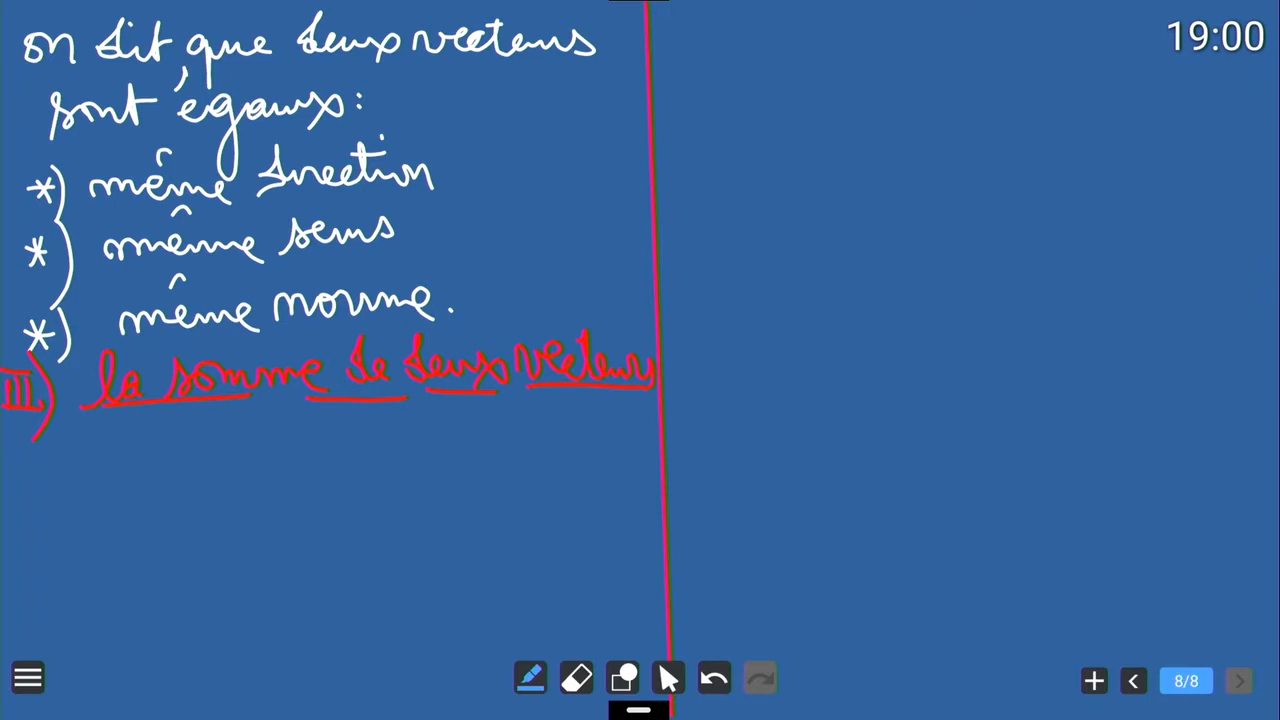 on dit que deux vecteurs
sont égaux :
*) même direction
*) même sens
*) même norme.
III) la somme de deux vecteurs
19:00
8/8